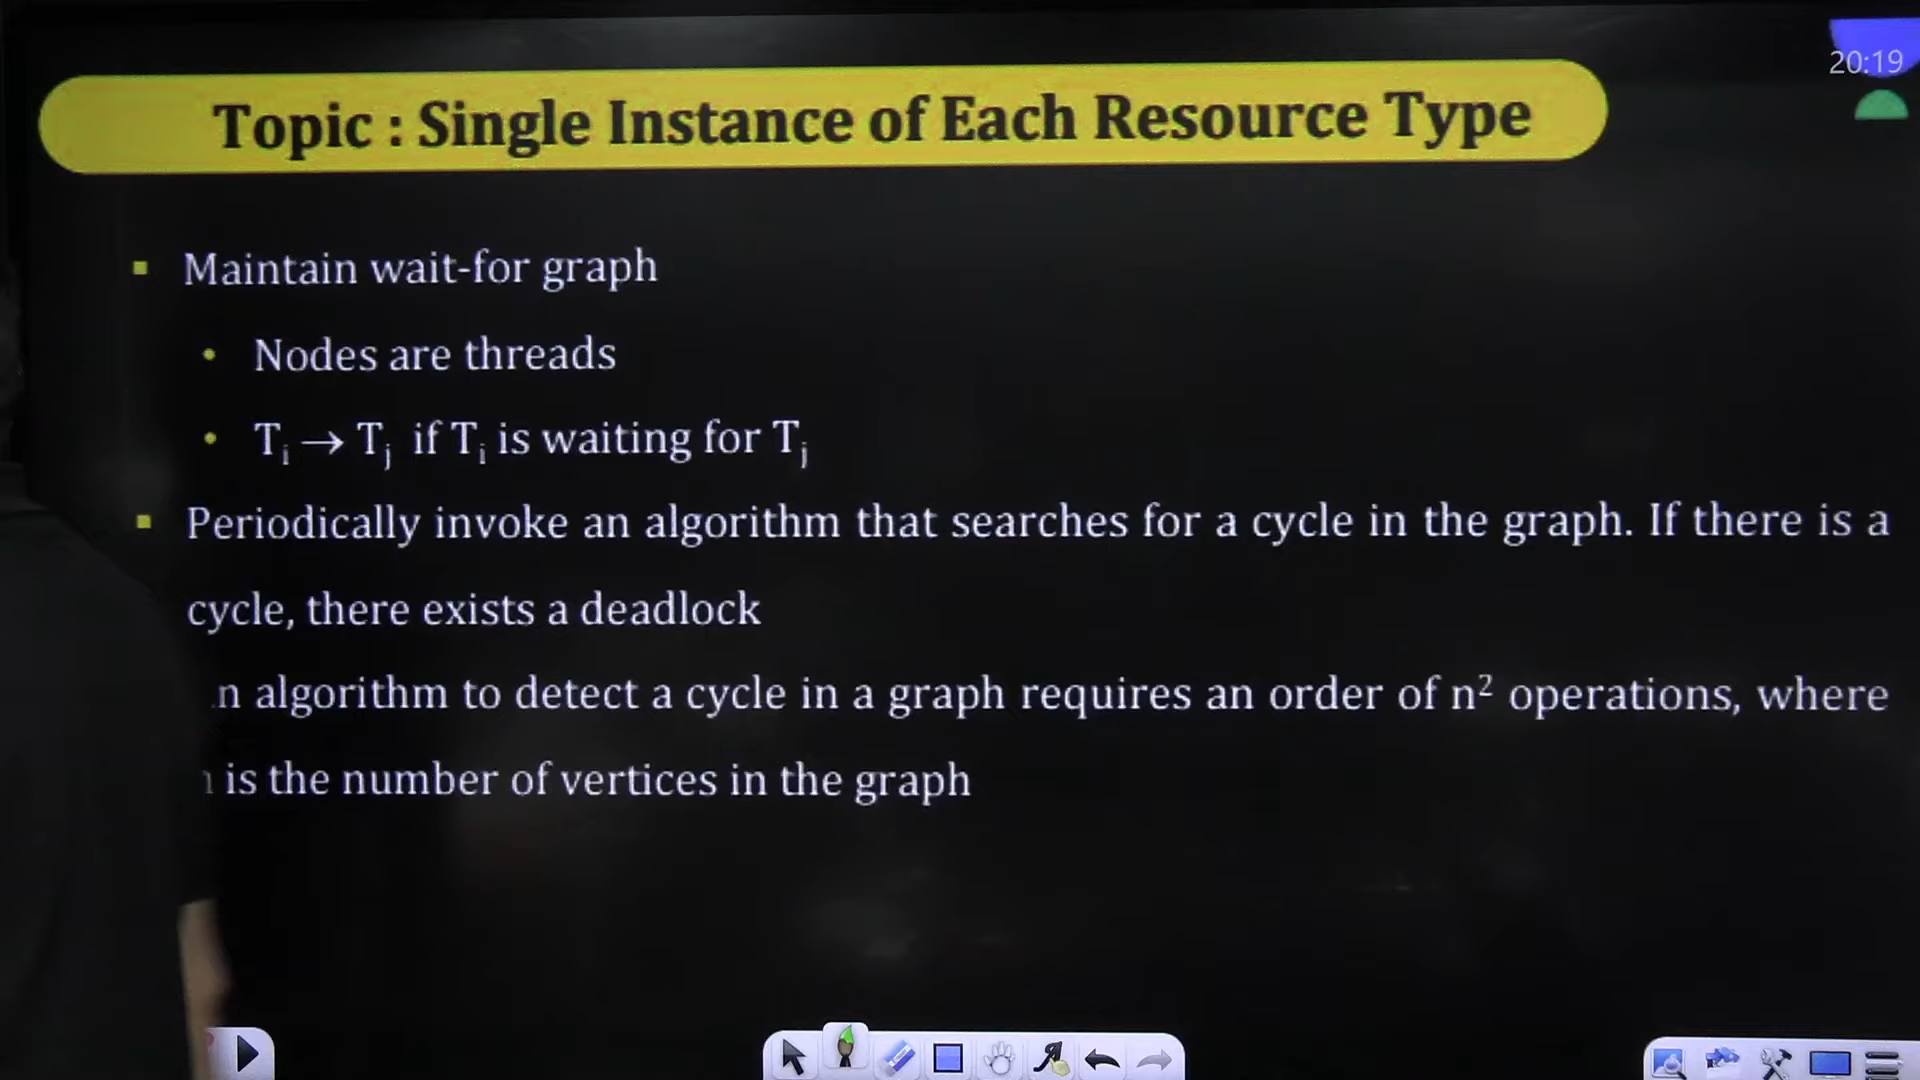 20:19
Topic : Single Instance of Each Resource Type
▪ Maintain wait-for graph
• Nodes are threads
• Tᵢ → Tⱼ if Tᵢ is waiting for Tⱼ
▪ Periodically invoke an algorithm that searches for a cycle in the graph. If there is a
cycle, there exists a deadlock
n algorithm to detect a cycle in a graph requires an order of n² operations, where
is the number of vertices in the graph